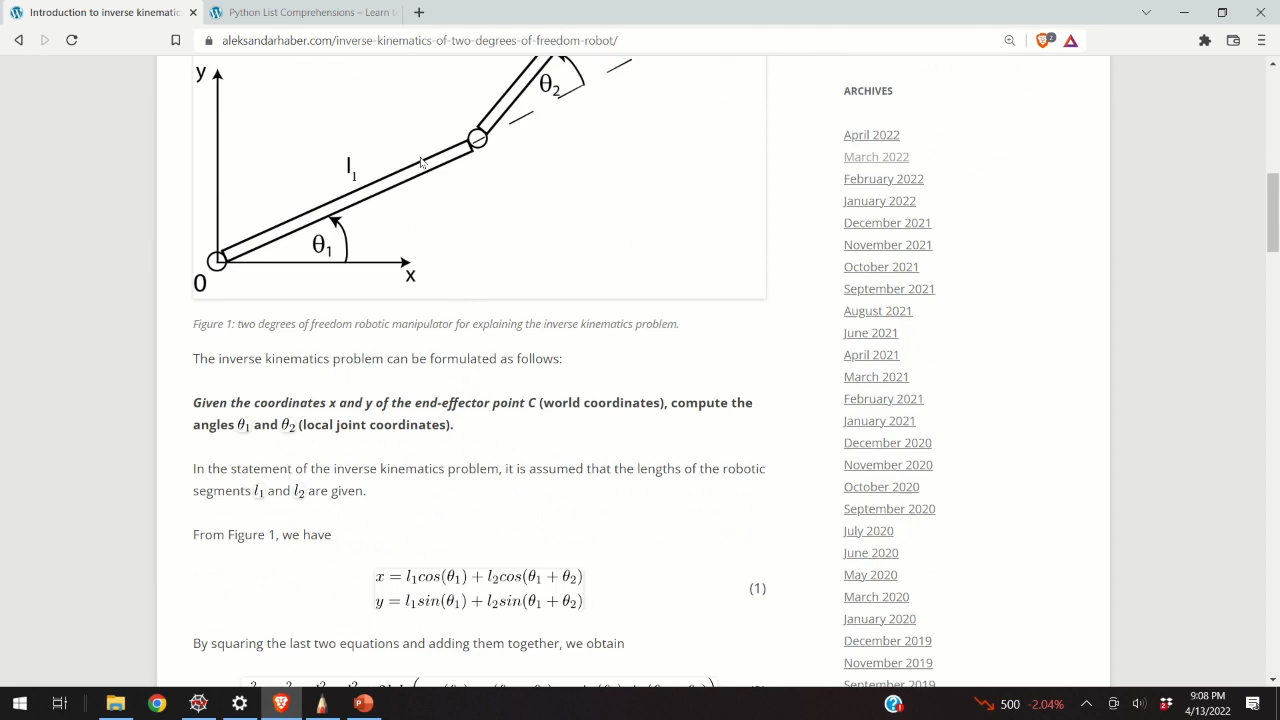 Introduction to inverse kinemati
Python List Comprehensions – Learn
aleksandarhaber.com/inverse-kinematics-of-two-degrees-of-freedom-robot/
2
y
θ2
l1
θ1
x
0
Figure 1: two degrees of freedom robotic manipulator for explaining the inverse kinematics problem.
The inverse kinematics problem can be formulated as follows:
Given the coordinates x and y of the end-effector point C (world coordinates), compute the
angles θ1 and θ2 (local joint coordinates).
In the statement of the inverse kinematics problem, it is assumed that the lengths of the robotic
segments l1 and l2 are given.
From Figure 1, we have
x = l1cos(θ1) + l2cos(θ1 + θ2)
y = l1sin(θ1) + l2sin(θ1 + θ2)
(1)
By squaring the last two equations and adding them together, we obtain
ARCHIVES
April 2022
March 2022
February 2022
January 2022
December 2021
November 2021
October 2021
September 2021
August 2021
June 2021
April 2021
March 2021
February 2021
January 2021
December 2020
November 2020
October 2020
September 2020
July 2020
June 2020
May 2020
March 2020
January 2020
December 2019
November 2019
September 2019
500 -2.04%
9:08 PM
4/13/2022